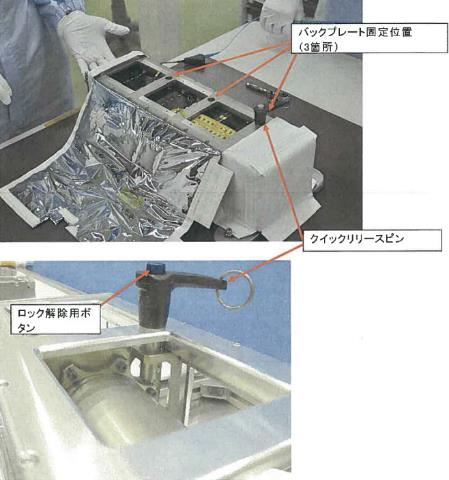 バックプレート固定位置
（3箇所）
クイックリリースピン
ロック解除用ボ
タン